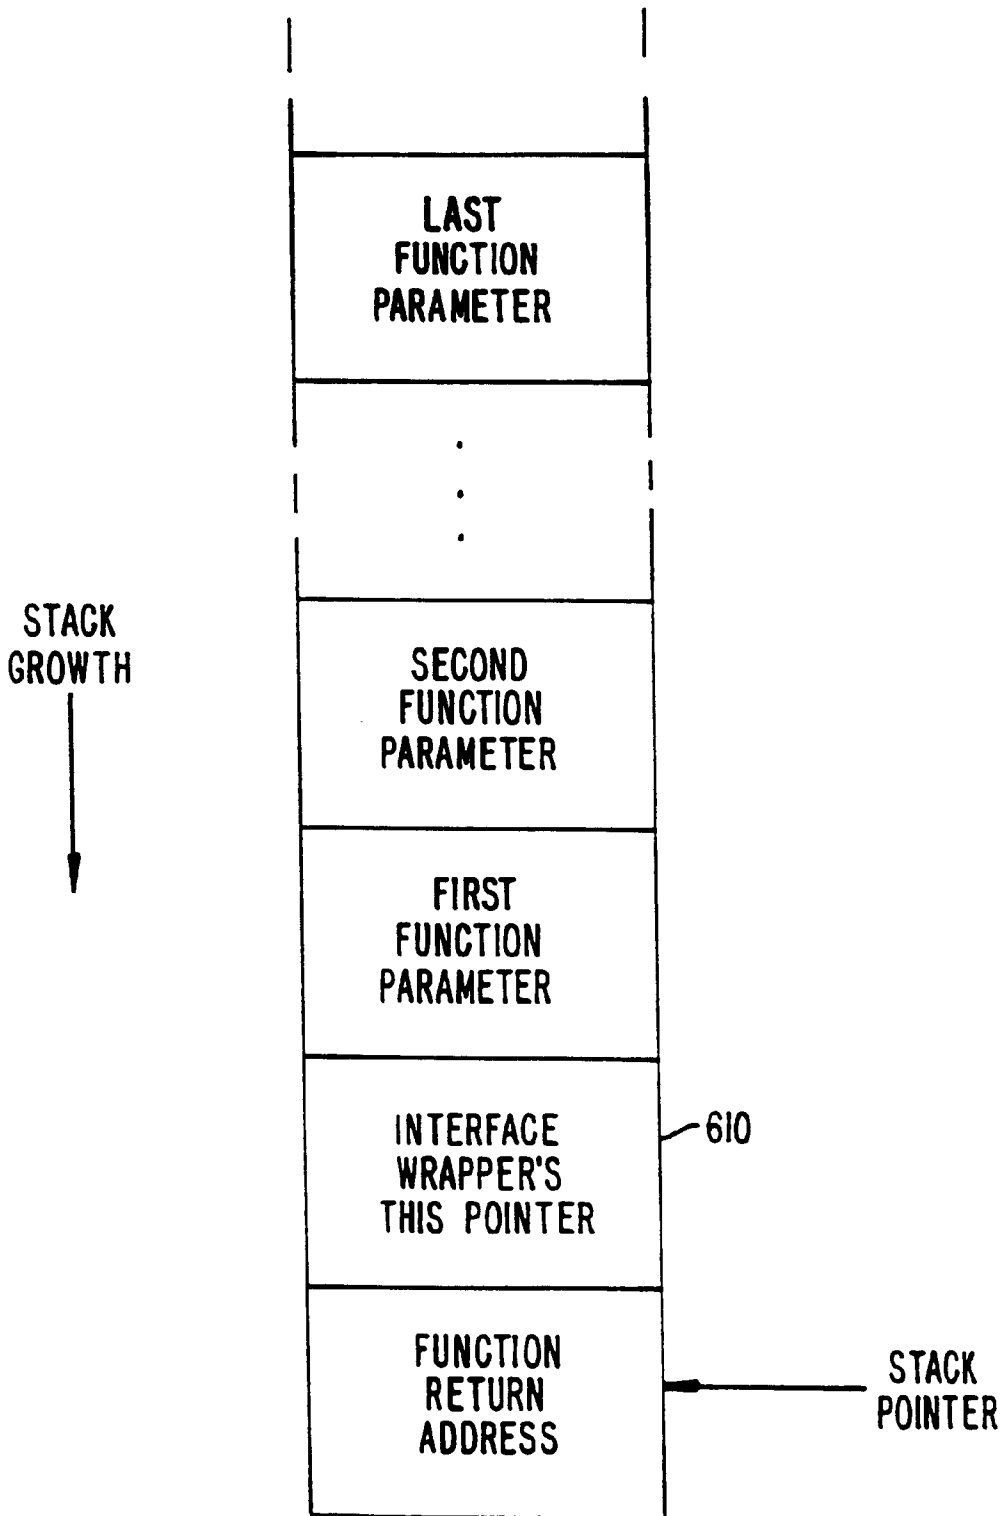 LAST
FUNCTION
PARAMETER
.
.
.
STACK
GROWTH
SECOND
FUNCTION
PARAMETER
FIRST
FUNCTION
PARAMETER
INTERFACE
WRAPPER'S
THIS POINTER
610
FUNCTION
RETURN
ADDRESS
STACK
POINTER